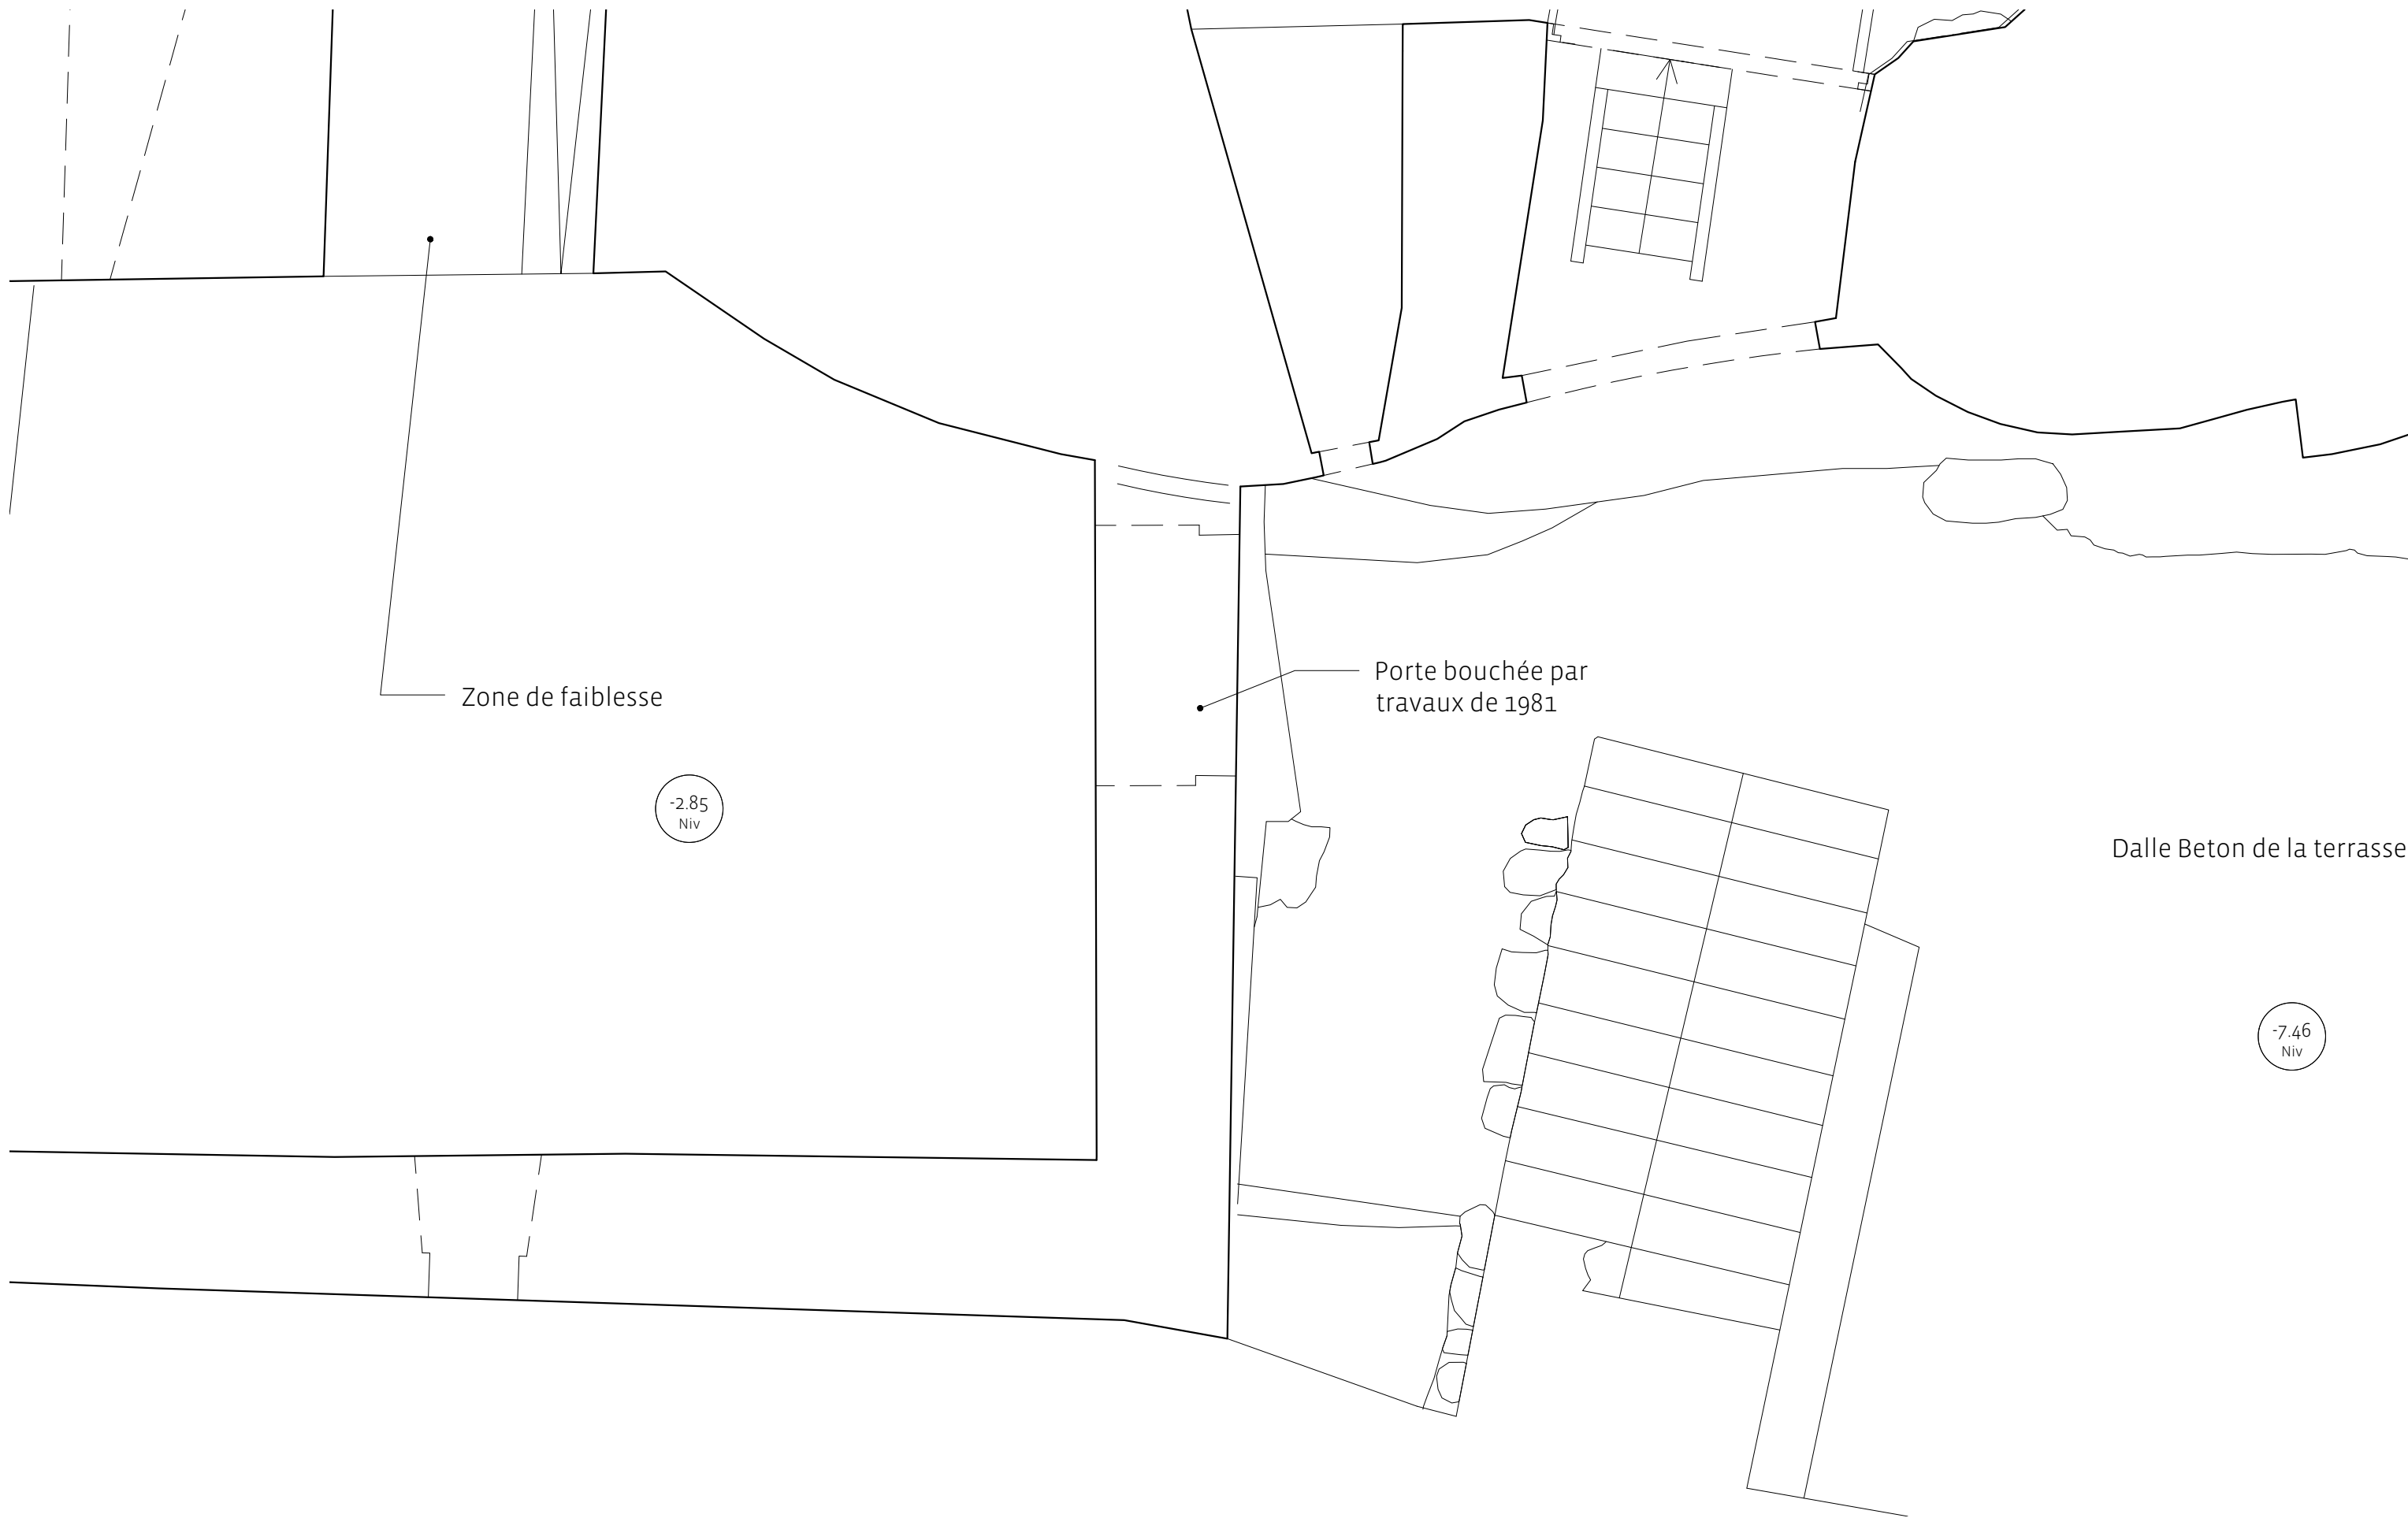 Zone de faiblesse
-2.85
Niv
Porte bouchée par
travaux de 1981
Dalle Beton de la terrasse
-7.46
Niv